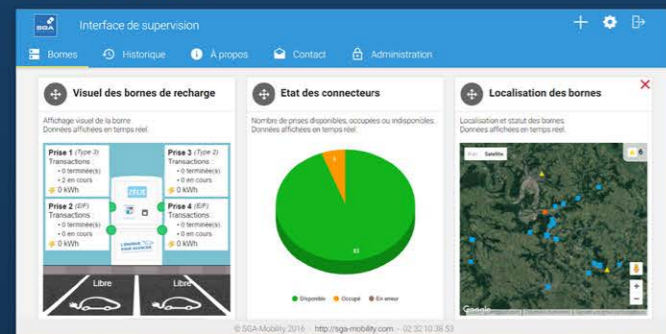 SGA
Interface de supervision
Bornes
Historique
À propos
Contact
Administration
Visuel des bornes de recharge
Affichage visuel de la borne.
Données affichées en temps réel.
Prise 1 (Type 3)
Transactions :
• 0 terminée(s)
• 2 en cours
0 kWh
Prise 3 (Type 2)
Transactions :
• 0 terminée(s)
• 0 en cours
0 kWh
ZELIE
Prise 2 (E/F)
Transactions :
• 0 terminée(s)
• 0 en cours
0 kWh
Prise 4 (E/F)
Transactions :
• 0 terminée(s)
• 0 en cours
0 kWh
Libre
Libre
Etat des connecteurs
Nombre de prises disponibles, occupées ou indisponibles.
Données affichées en temps réel.
Disponible
Occupé
En erreur
Localisation des bornes
Localisation et statut des bornes.
Données affichées en temps réel.
Plan
Satellite
6
Google
© SGA-Mobility 2016 - http://sga-mobility.com - 02 32 10 38 53